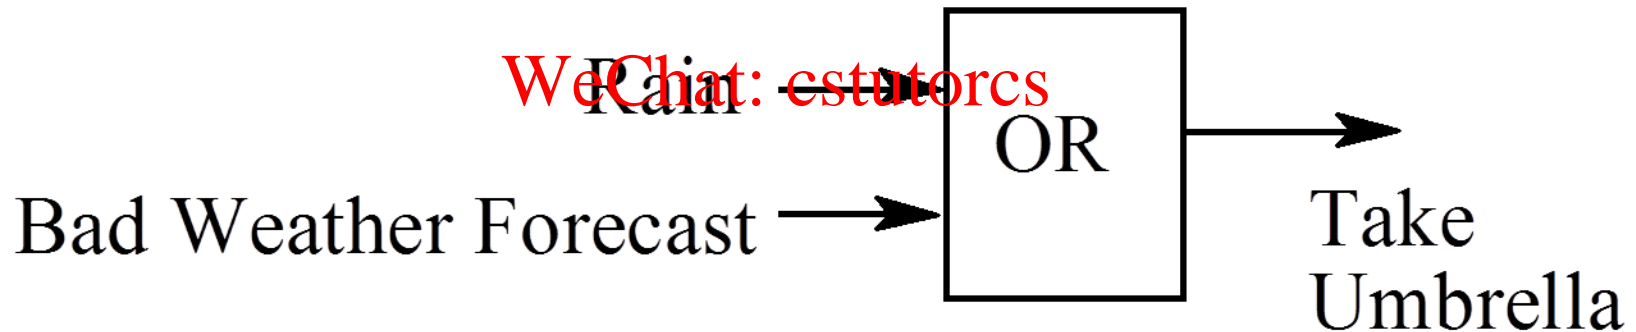 Rain
WeChat: cstutorcs
OR
Bad Weather Forecast
Take
Umbrella